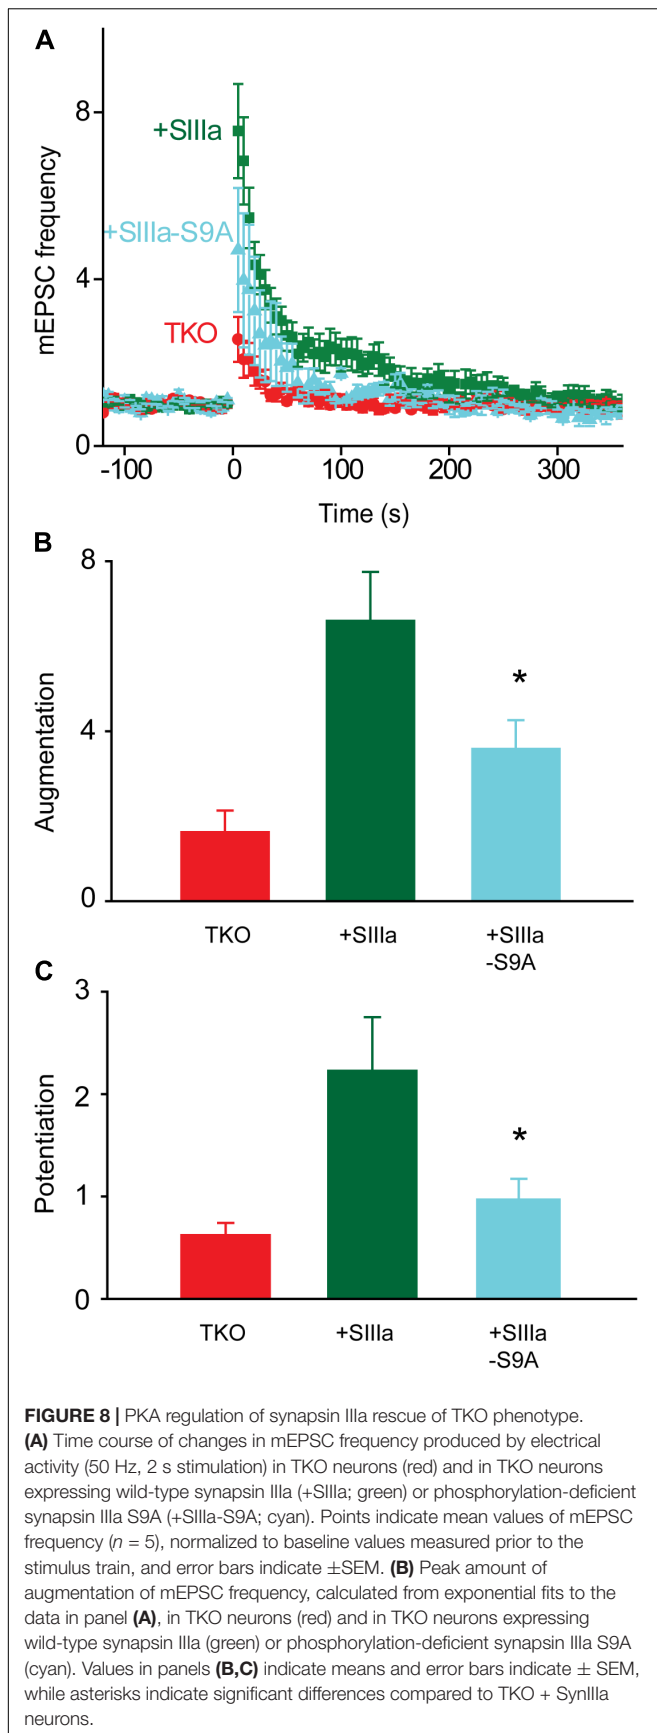 A
8
+SIIIa
+SIIIa-S9A
4
TKO
0
mEPSC frequency
-100 0 100 200 300
Time (s)
B
8
4
0
Augmentation
TKO +SIIIa +SIIIa
-S9A
*
C
3
2
1
0
Potentiation
*
TKO +SIIIa +SIIIa
-S9A
FIGURE 8 | PKA regulation of synapsin IIIa rescue of TKO phenotype.
(A) Time course of changes in mEPSC frequency produced by electrical
activity (50 Hz, 2 s stimulation) in TKO neurons (red) and in TKO neurons
expressing wild-type synapsin IIIa (+SIIIa; green) or phosphorylation-deficient
synapsin IIIa S9A (+SIIIa-S9A; cyan). Points indicate mean values of mEPSC
frequency (n = 5), normalized to baseline values measured prior to the
stimulus train, and error bars indicate ±SEM. (B) Peak amount of
augmentation of mEPSC frequency, calculated from exponential fits to the
data in panel (A), in TKO neurons (red) and in TKO neurons expressing
wild-type synapsin IIIa (green) or phosphorylation-deficient synapsin IIIa S9A
(cyan). Values in panels (B,C) indicate means and error bars indicate ± SEM,
while asterisks indicate significant differences compared to TKO + SynIIIa
neurons.